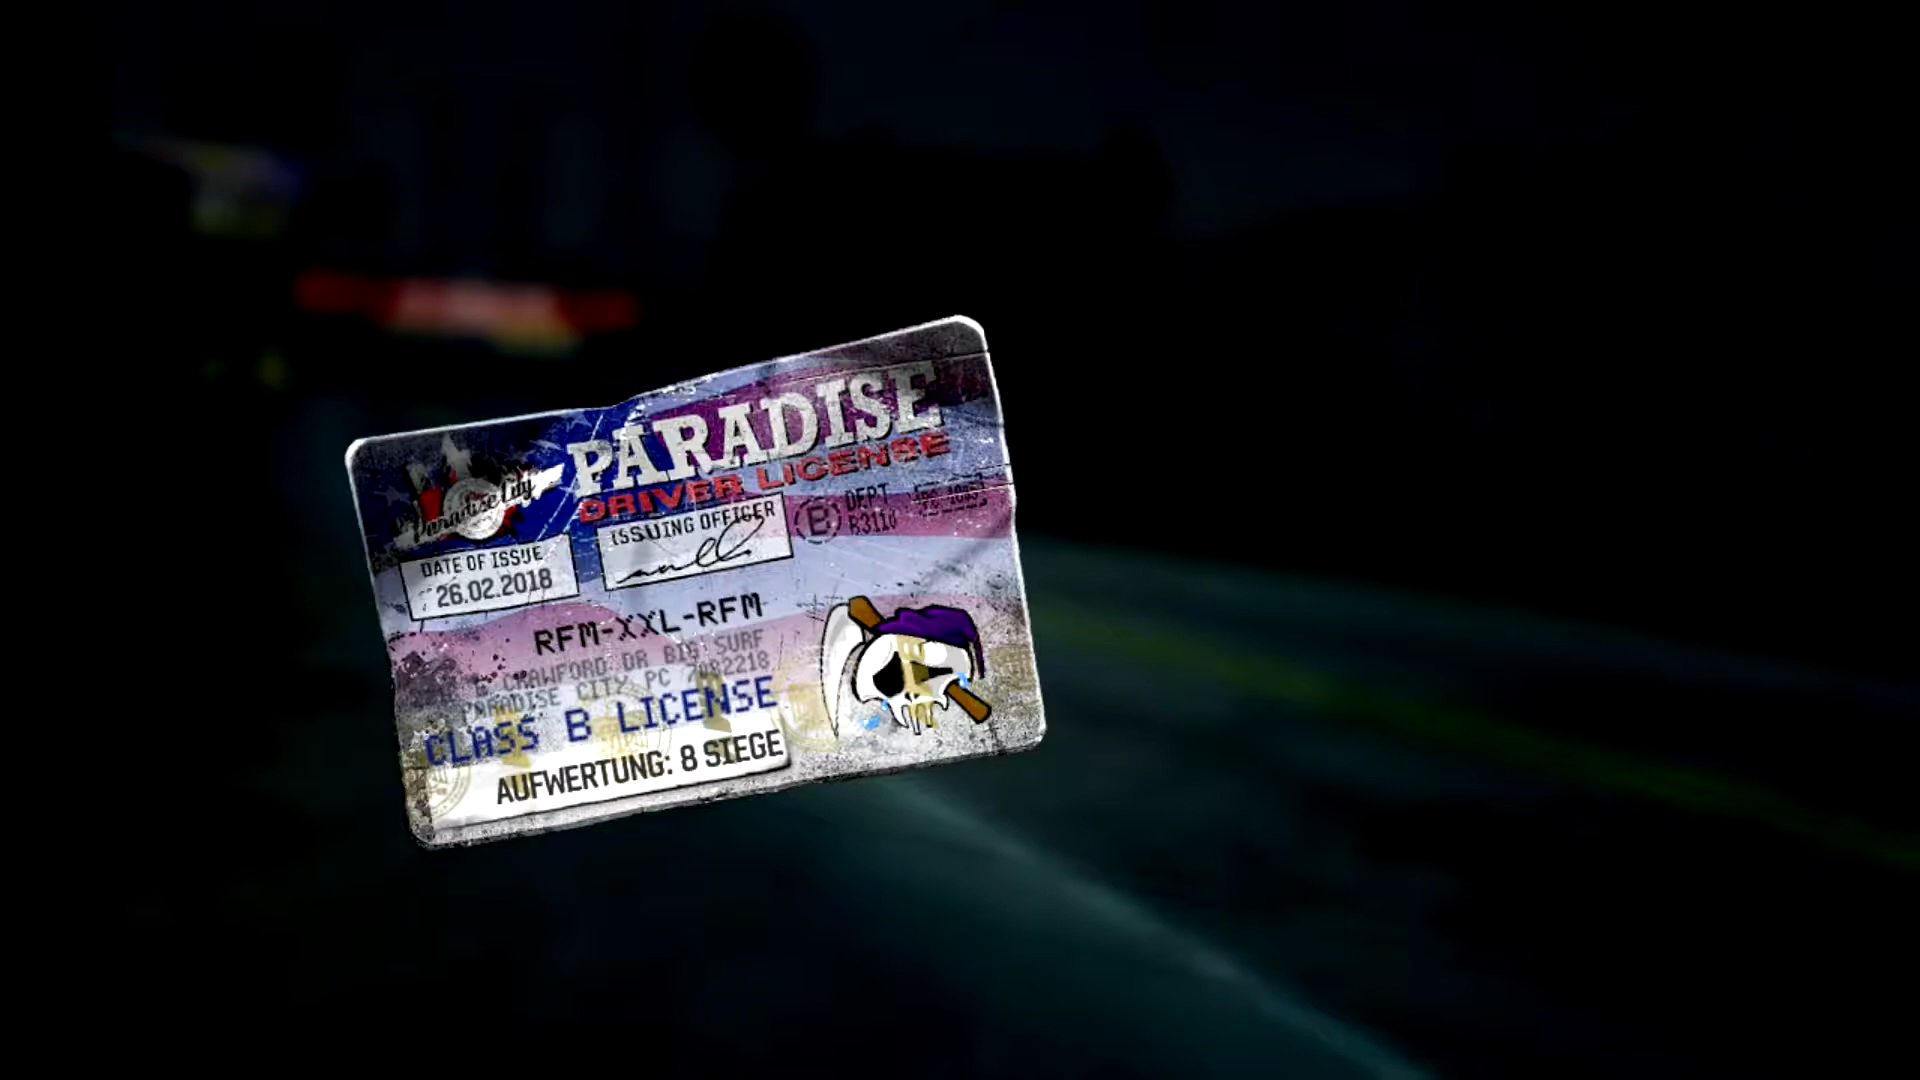 PARADISE
DRIVER LICENSE
Paradise City
DATE OF ISSUE
26.02.2018
ISSUING OFFICER
B
DEPT
B3110
RFM-XXL-RFM
CRAWFORD DR BIG SURF
PARADISE CITY PC 7082218
CLASS B LICENSE
AUFWERTUNG: 8 SIEGE